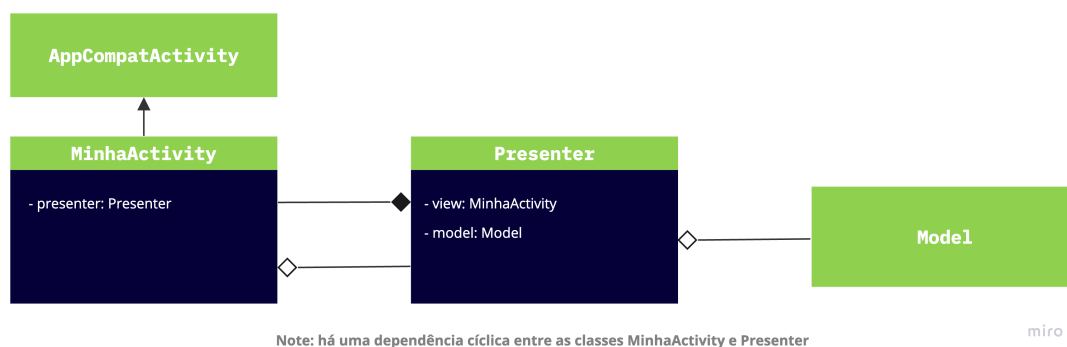 AppCompatActivity
MinhaActivity
- presenter: Presenter
Presenter
- view: MinhaActivity
- model: Model
Model
Note: há uma dependência cíclica entre as classes MinhaActivity e Presenter
miro